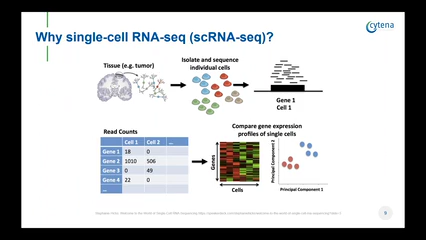 cytena
Why single-cell RNA-seq (scRNA-seq)?
Tissue (e.g. tumor)
Isolate and sequence
individual cells
Gene 1
Cell 1
Read Counts
Cell 1 Cell 2 ...
Gene 1 18 0
Gene 2 1010 506
Gene 3 0 49
Gene 4 22 0
...
Compare gene expression
profiles of single cells
Genes
Cells
Principal Component 2
Principal Component 1